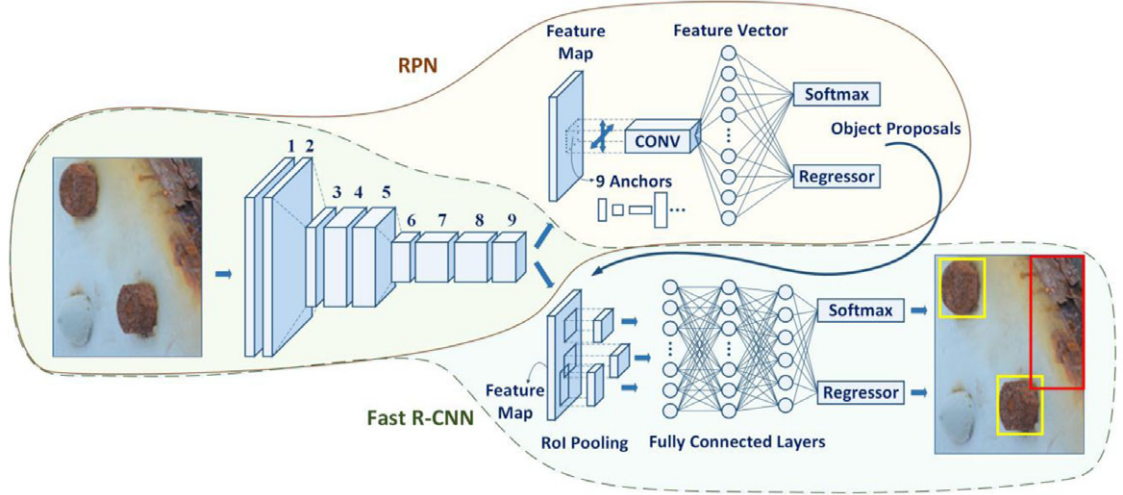 RPN
Feature
Map
Feature Vector
CONV
Softmax
Regressor
Object Proposals
9 Anchors
1 2
3 4 5
6 7 8 9
Feature
Map
Fast R-CNN
RoI Pooling
Fully Connected Layers
Softmax
Regressor